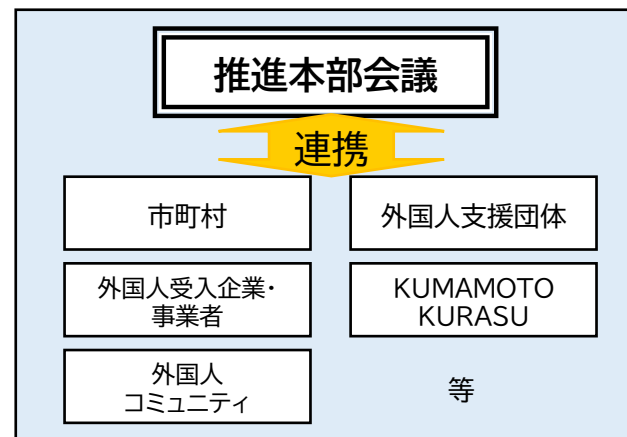 推進本部会議
連携
市町村
外国人支援団体
外国人受入企業・
事業者
KUMAMOTO
KURASU
外国人
コミュニティ
等